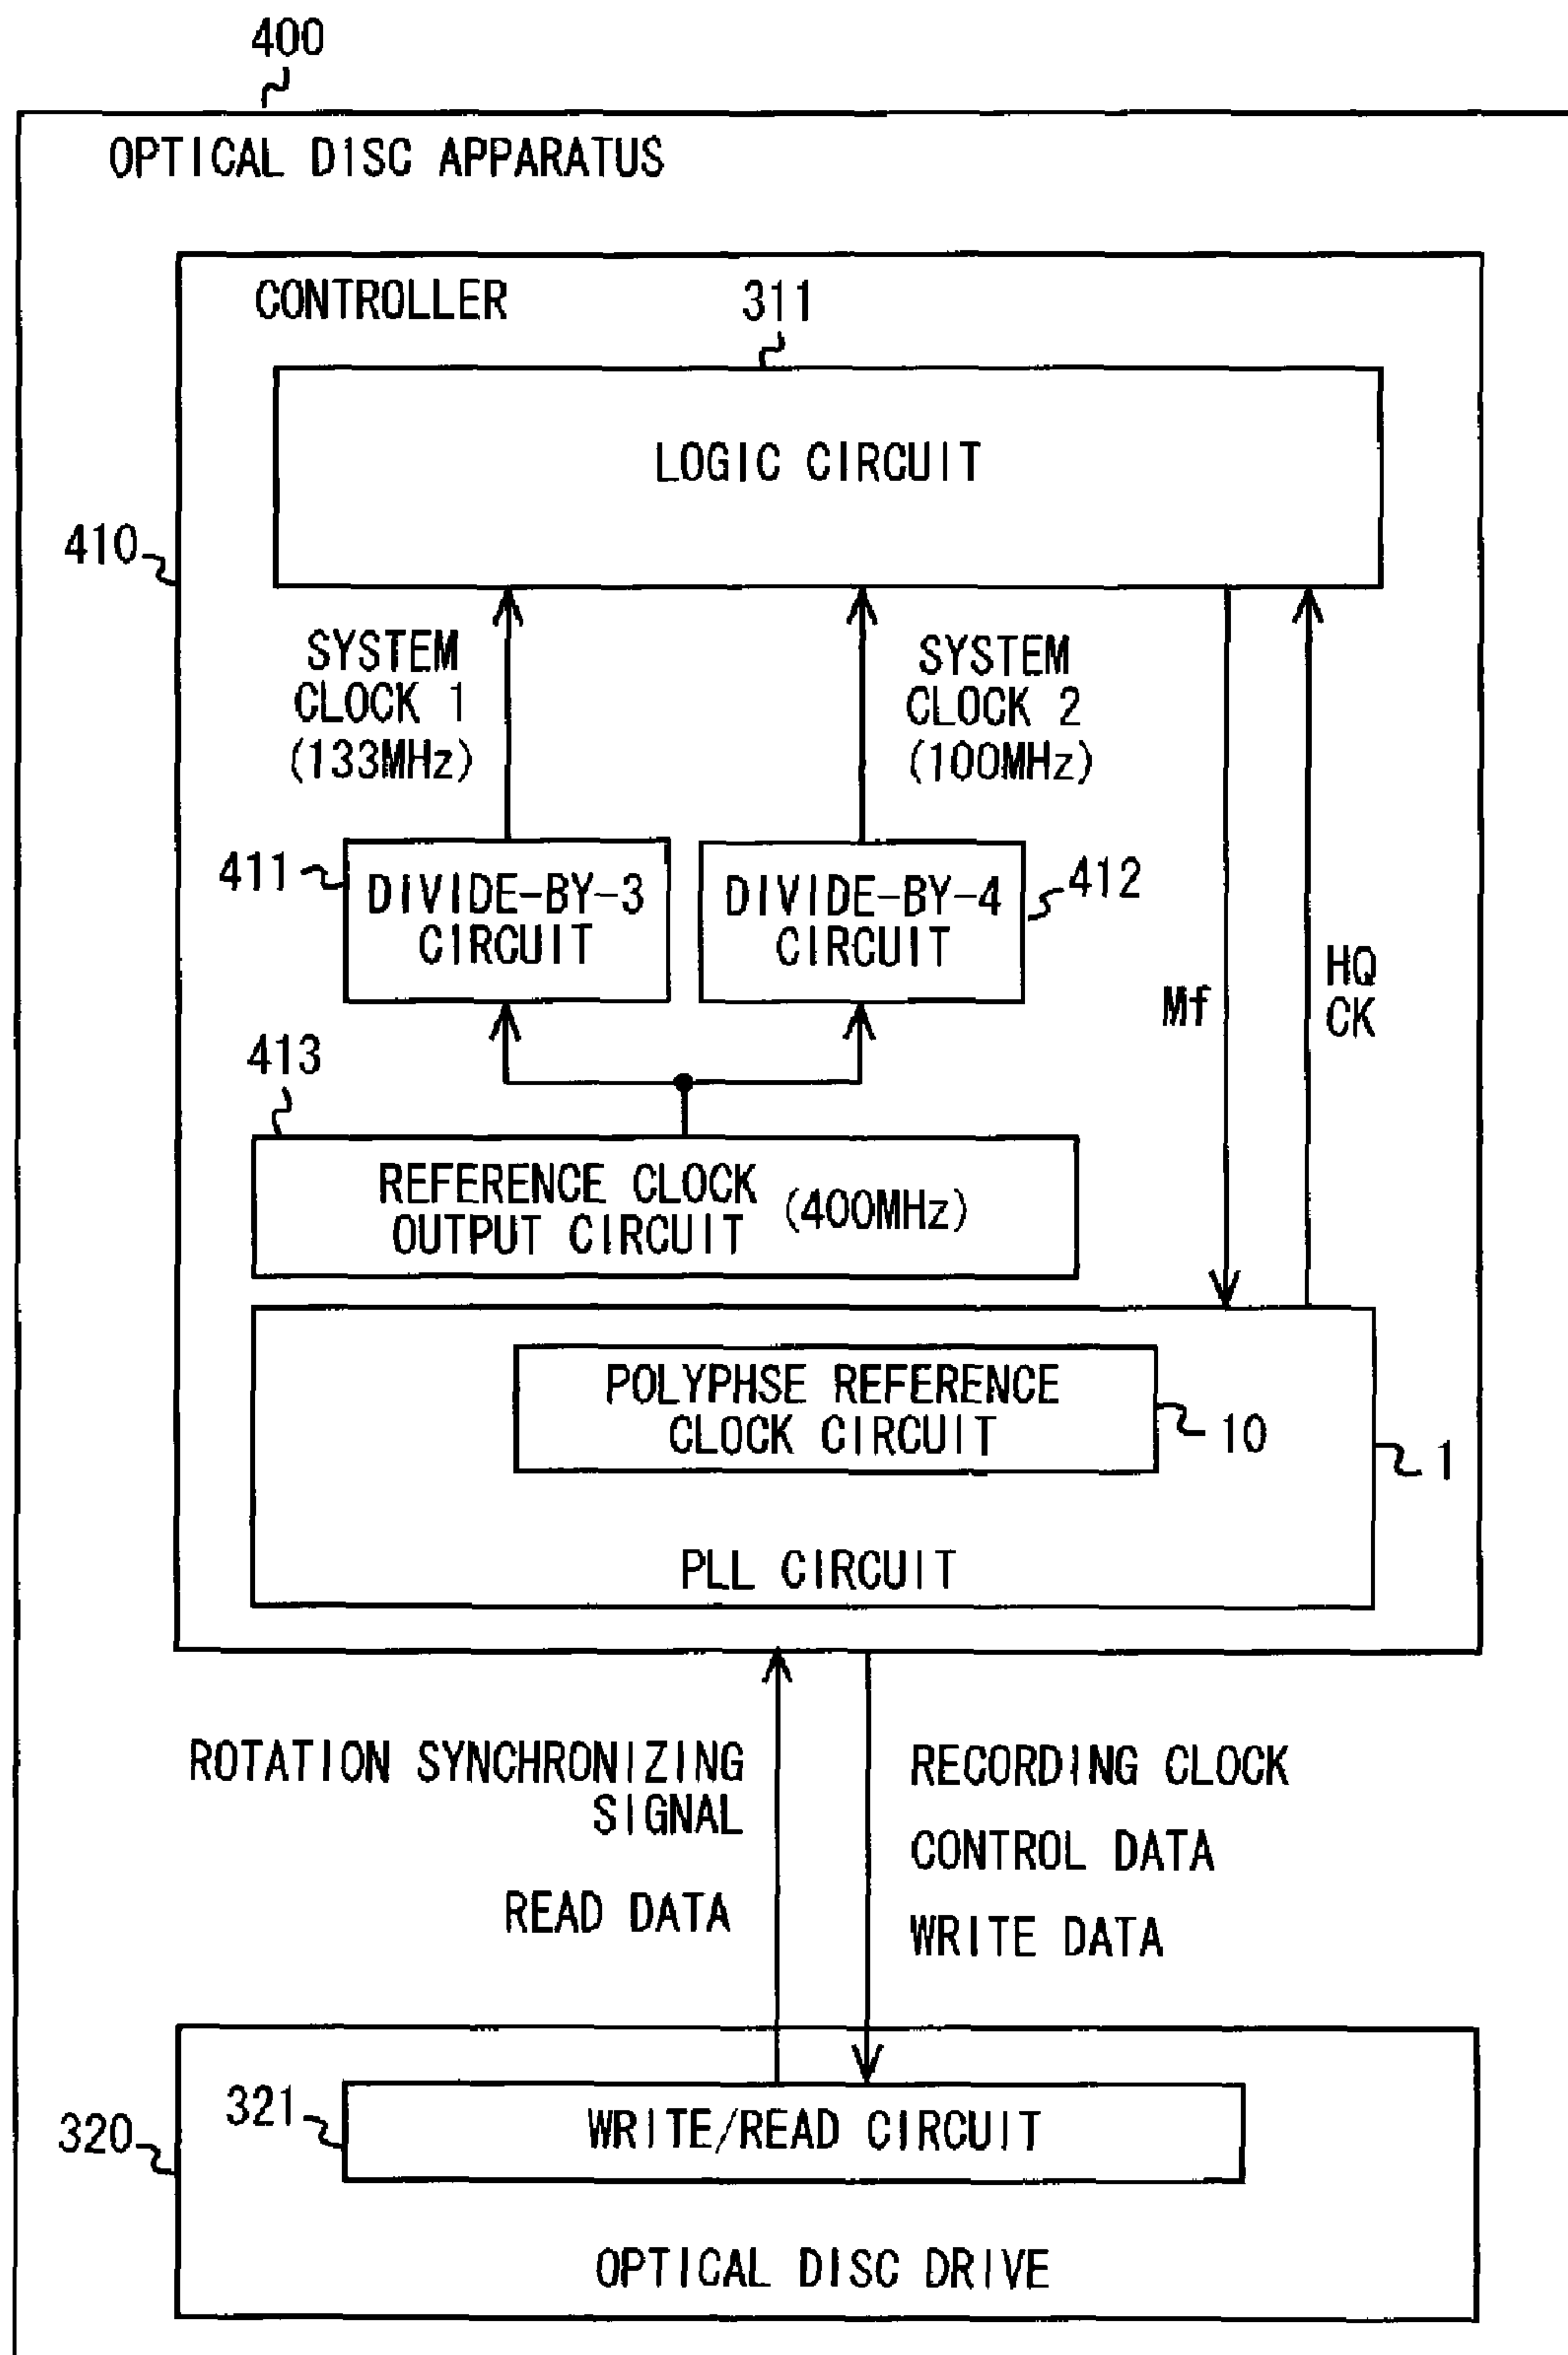 400
OPTICAL DISC APPARATUS
CONTROLLER
311
LOGIC CIRCUIT
410
SYSTEM
CLOCK 1
(133MHz)
SYSTEM
CLOCK 2
(100MHz)
411
DIVIDE-BY-3
CIRCUIT
DIVIDE-BY-4
CIRCUIT
412
Mf
HQ
CK
413
REFERENCE CLOCK
OUTPUT CIRCUIT
(400MHz)
POLYPHSE REFERENCE
CLOCK CIRCUIT
10
1
PLL CIRCUIT
ROTATION SYNCHRONIZING
SIGNAL
READ DATA
RECORDING CLOCK
CONTROL DATA
WRITE DATA
320
321
WRITE/READ CIRCUIT
OPTICAL DISC DRIVE